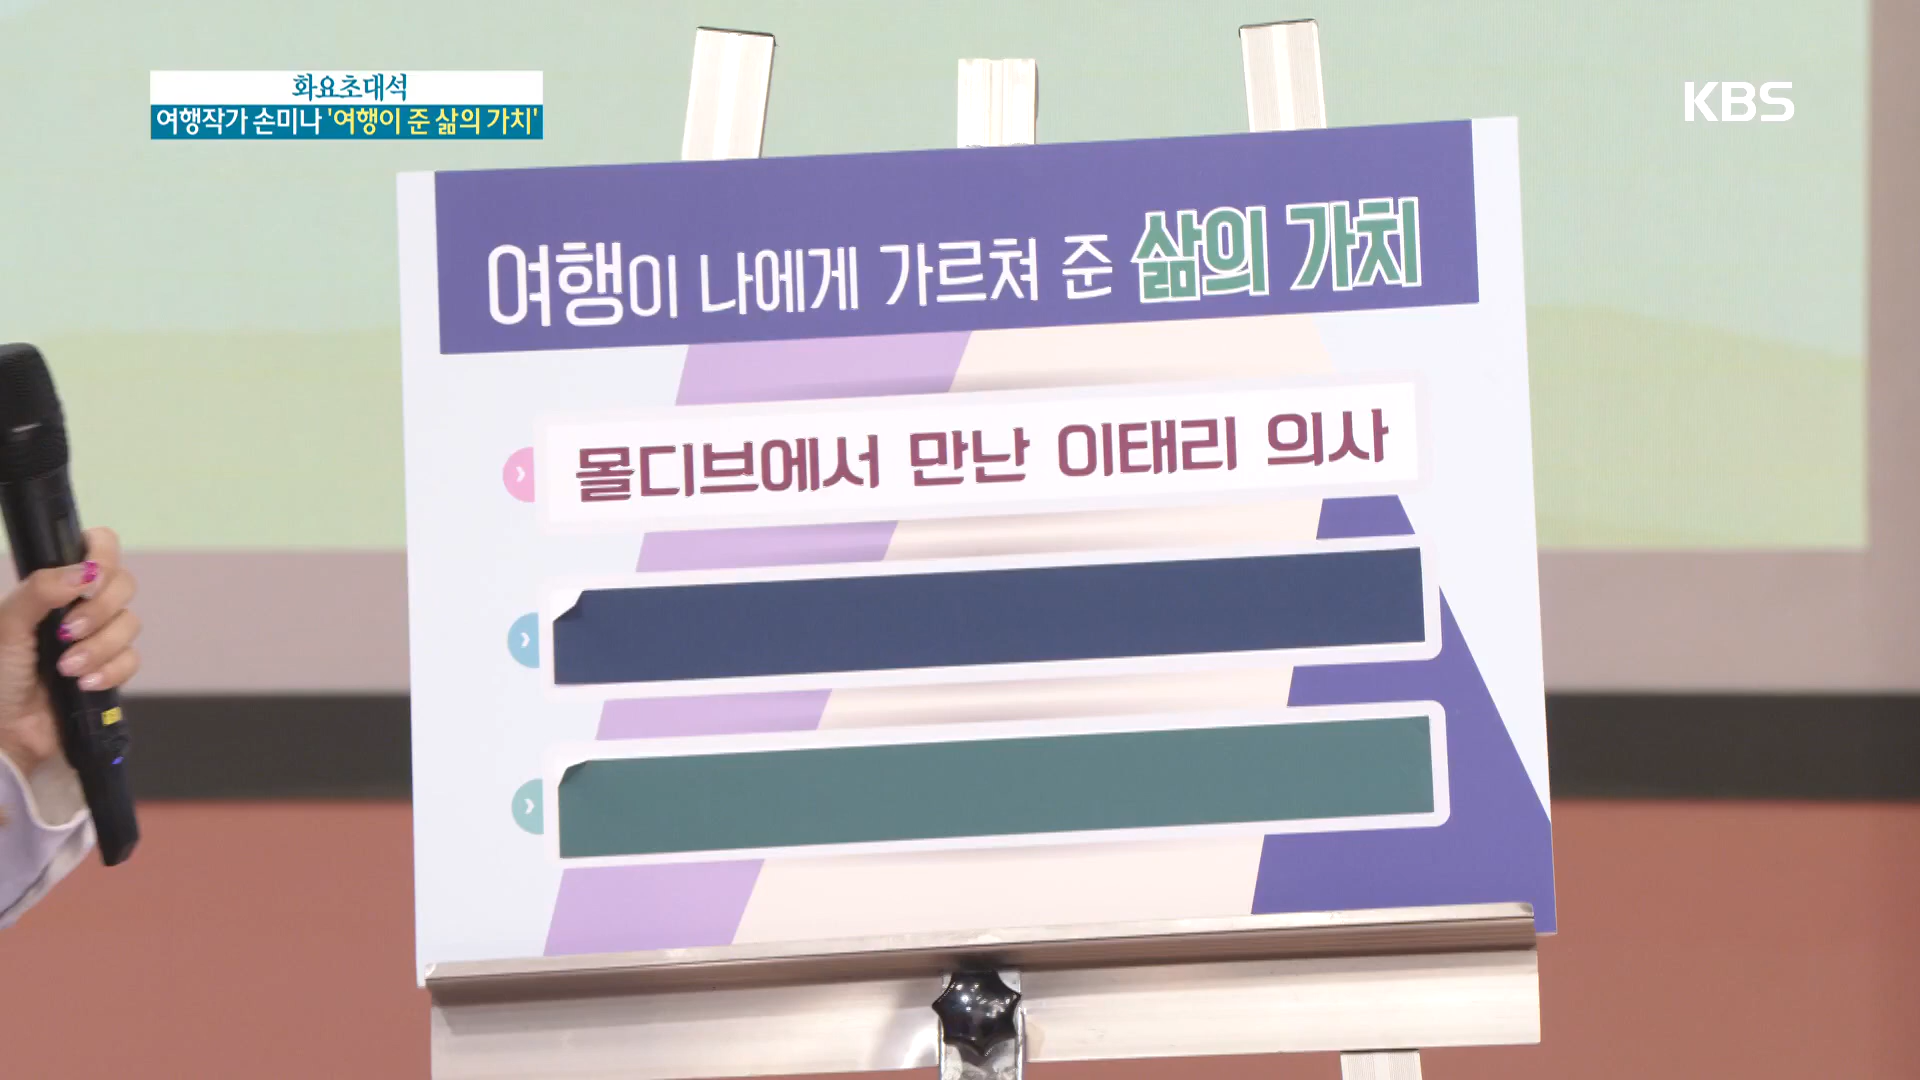 화요초대석
여행작가 손미나 '여행이 준 삶의 가치'
KBS
여행이 나에게 가르쳐 준 삶의 가치
몰디브에서 만난 이태리 의사